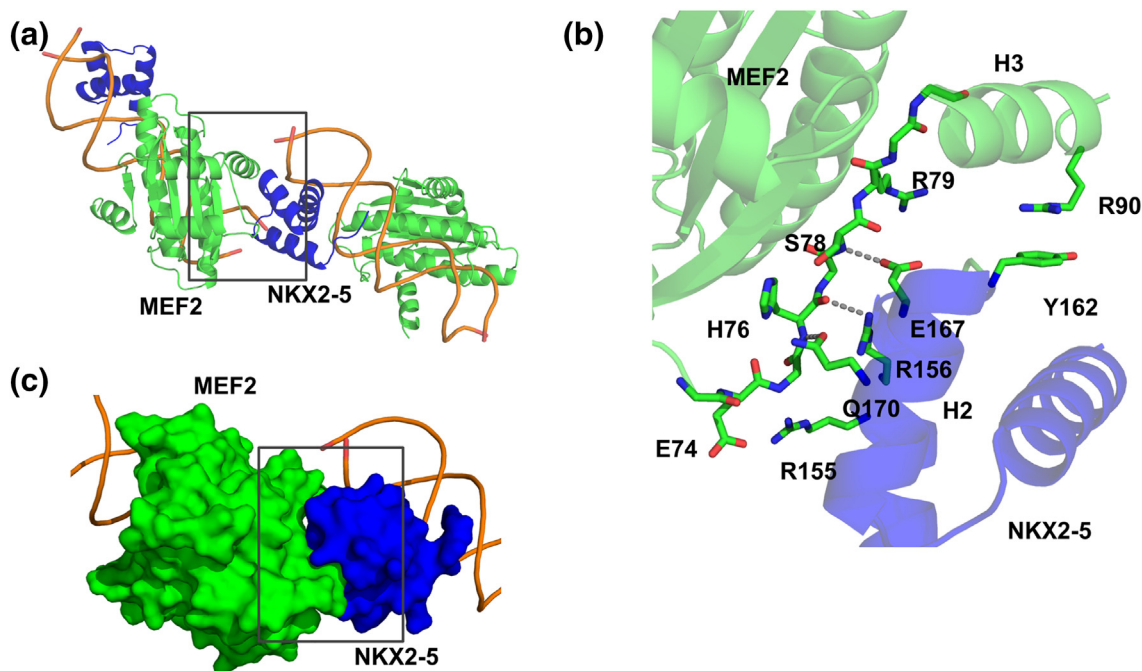 (a)
MEF2
NKX2-5
(b)
MEF2
H3
R79
R90
S78
Y162
H76
E167
R156
Q170
H2
E74
R155
NKX2-5
(c)
MEF2
NKX2-5